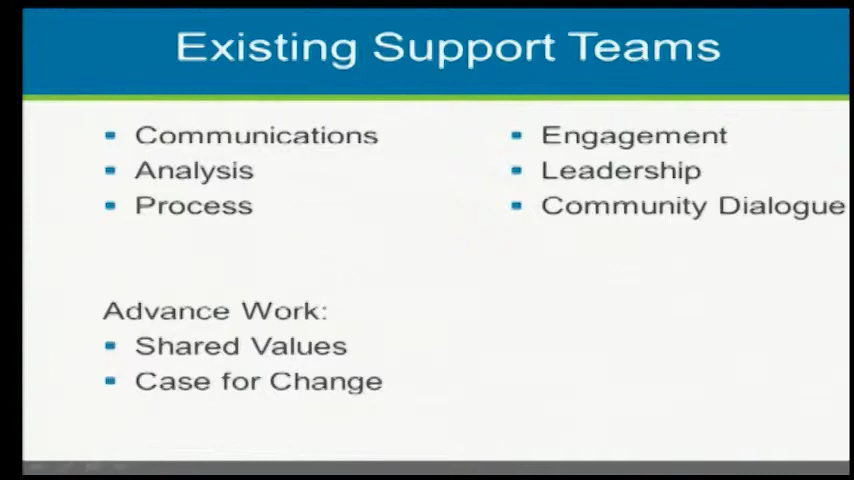 Existing Support Teams
Communications
Analysis
Process
Engagement
Leadership
Community Dialogue
Advance Work:
Shared Values
Case for Change